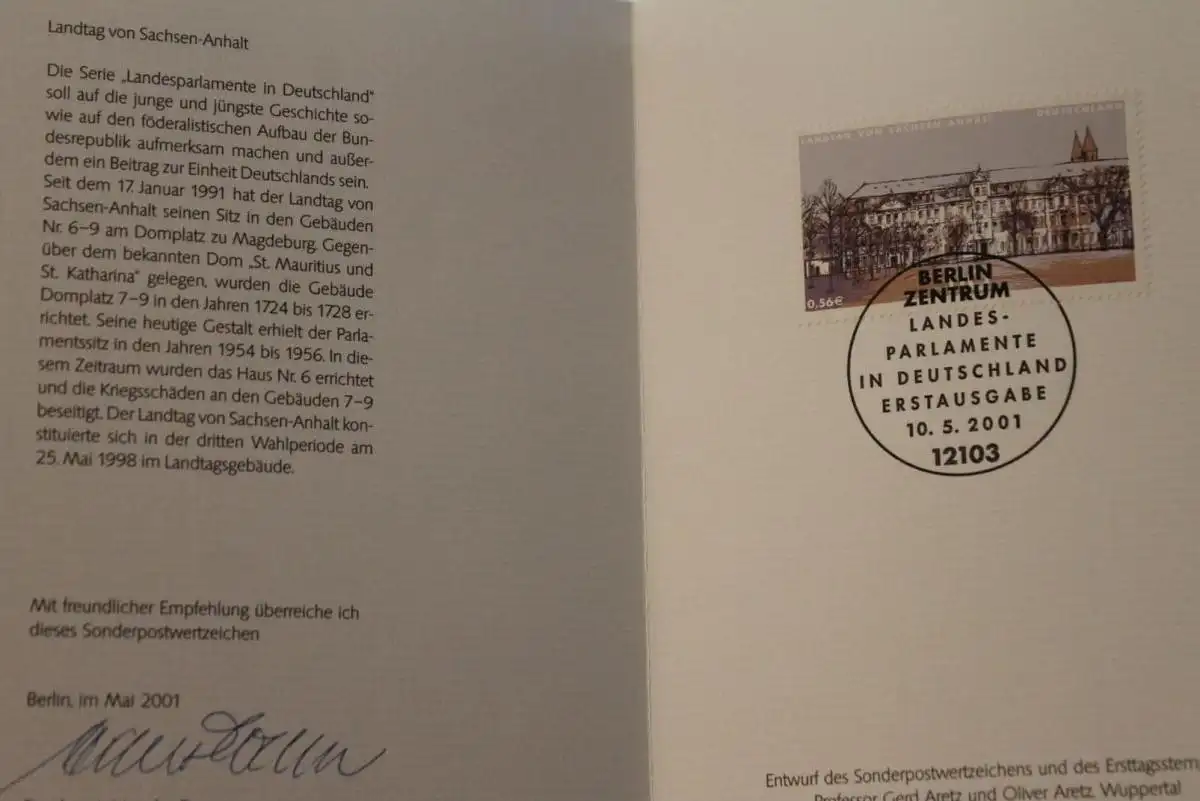 Landtag von Sachsen-Anhalt
Die Serie „Landesparlamente in Deutschland“
soll auf die junge und jüngste Geschichte so-
wie auf den föderalistischen Aufbau der Bun-
desrepublik aufmerksam machen und außer-
dem ein Beitrag zur Einheit Deutschlands sein.
Seit dem 17. Januar 1991 hat der Landtag von
Sachsen-Anhalt seinen Sitz in den Gebäuden
Nr. 6–9 am Domplatz zu Magdeburg. Gegen-
über dem bekannten Dom „St. Mauritius und
St. Katharina“ gelegen, wurden die Gebäude
Domplatz 7–9 in den Jahren 1724 bis 1728 er-
richtet. Seine heutige Gestalt erhielt der Parla-
mentssitz in den Jahren 1954 bis 1956. In die-
sem Zeitraum wurden das Haus Nr. 6 errichtet
und die Kriegsschäden an den Gebäuden 7–9
beseitigt. Der Landtag von Sachsen-Anhalt kon-
stituierte sich in der dritten Wahlperiode am
25. Mai 1998 im Landtagsgebäude.
Mit freundlicher Empfehlung überreiche ich
dieses Sonderpostwertzeichen
Berlin, im Mai 2001
LANDTAG VON SACHSEN-ANHALT DEUTSCHLAND
0,56€
BERLIN
ZENTRUM
LANDES-
PARLAMENTE
IN DEUTSCHLAND
ERSTAUSGABE
10. 5. 2001
12103
Entwurf des Sonderpostwertzeichens und des Ersttagsstem
Professor Gerd Aretz und Oliver Aretz, Wuppertal